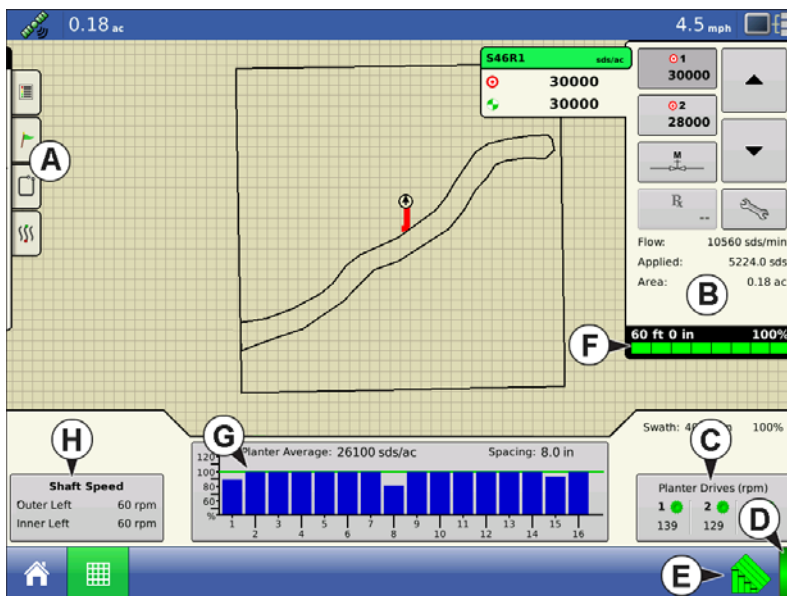 0.18 ac
4.5 mph
S46R1 sds/ac
30000
30000
1
30000
2
28000
M
Rx
--
Flow: 10560 sds/min
Applied: 5224.0 sds
Area: 0.18 ac
A
B
F
60 ft 0 in 100%
H
G
C
D
E
Swath: 40 100%
Shaft Speed
Outer Left 60 rpm
Inner Left 60 rpm
Planter Average: 26100 sds/ac Spacing: 8.0 in
120
100
80
60
%
1 2 3 4 5 6 7 8 9 10 11 12 13 14 15 16
Planter Drives (rpm)
1 2
139 129